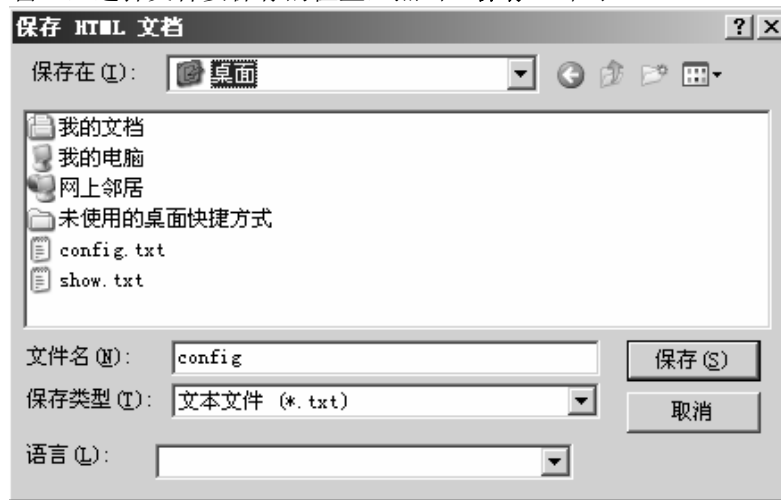 保存 HTML 文档
保存在(I):
桌面
我的文档
我的电脑
网上邻居
未使用的桌面快捷方式
config.txt
show.txt
文件名(N):
config
保存(S)
保存类型(T):
文本文件 (*.txt)
取消
语言(L):